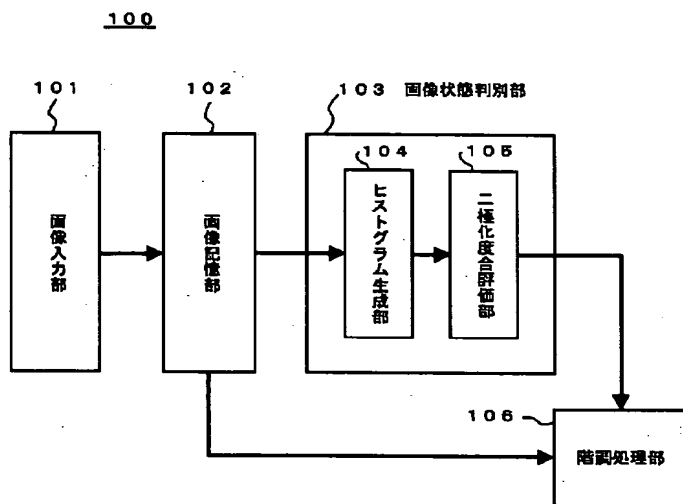 １００
１０１
１０２
１０３ 画像状態判別部
１０４
１０５
画像入力部
画像記憶部
ヒストグラム生成部
二極化度合評価部
１０６
階調処理部